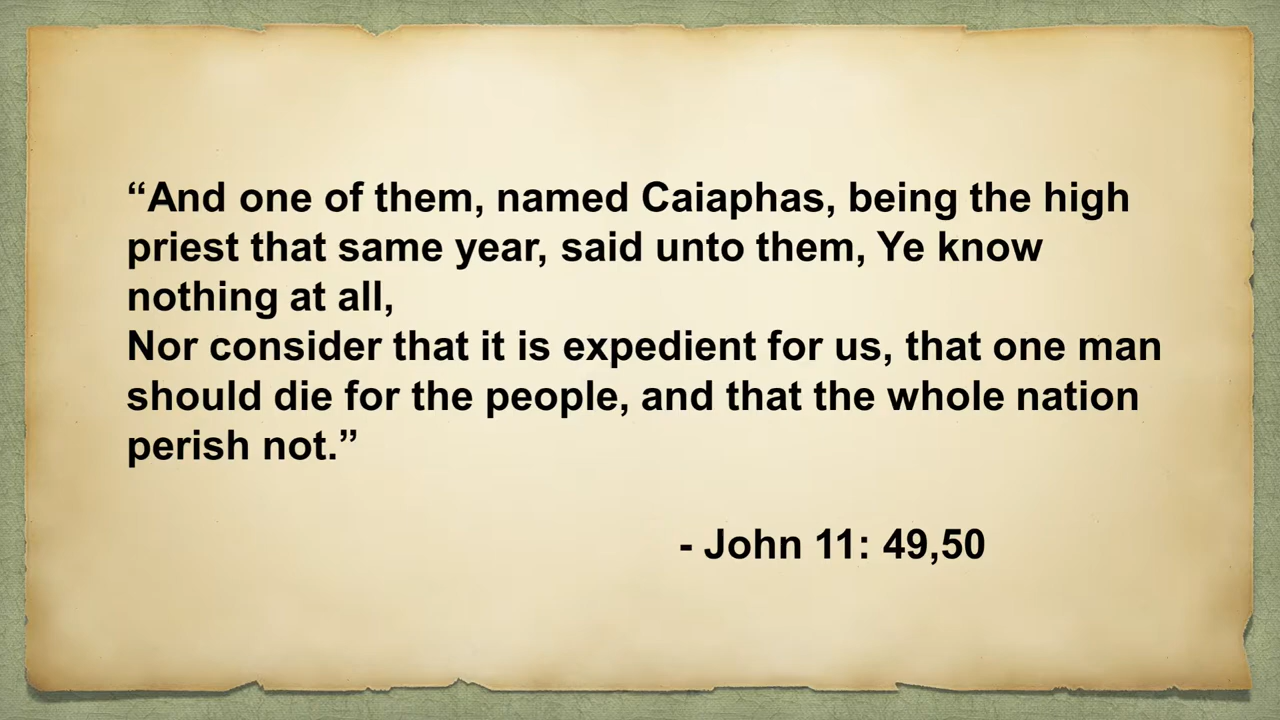 “And one of them, named Caiaphas, being the high
priest that same year, said unto them, Ye know
nothing at all,
Nor consider that it is expedient for us, that one man
should die for the people, and that the whole nation
perish not.”
- John 11: 49,50